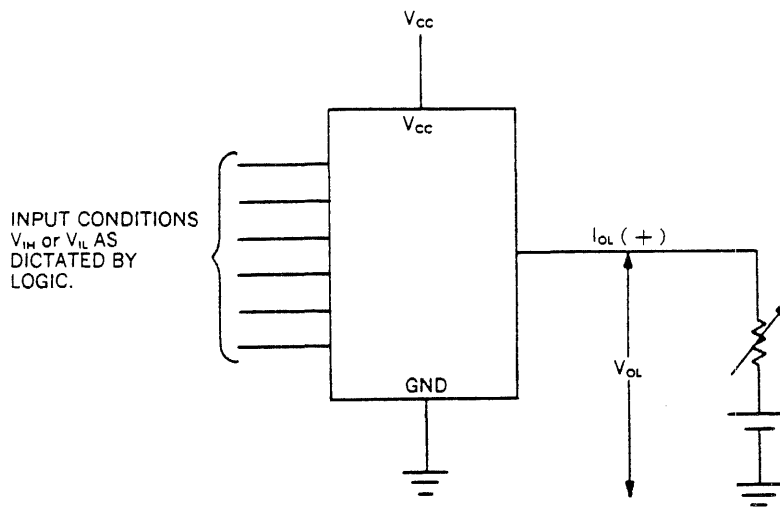 Vcc
Vcc
INPUT CONDITIONS
VIH or VIL AS
DICTATED BY
LOGIC.
IOL (+)
VOL
GND